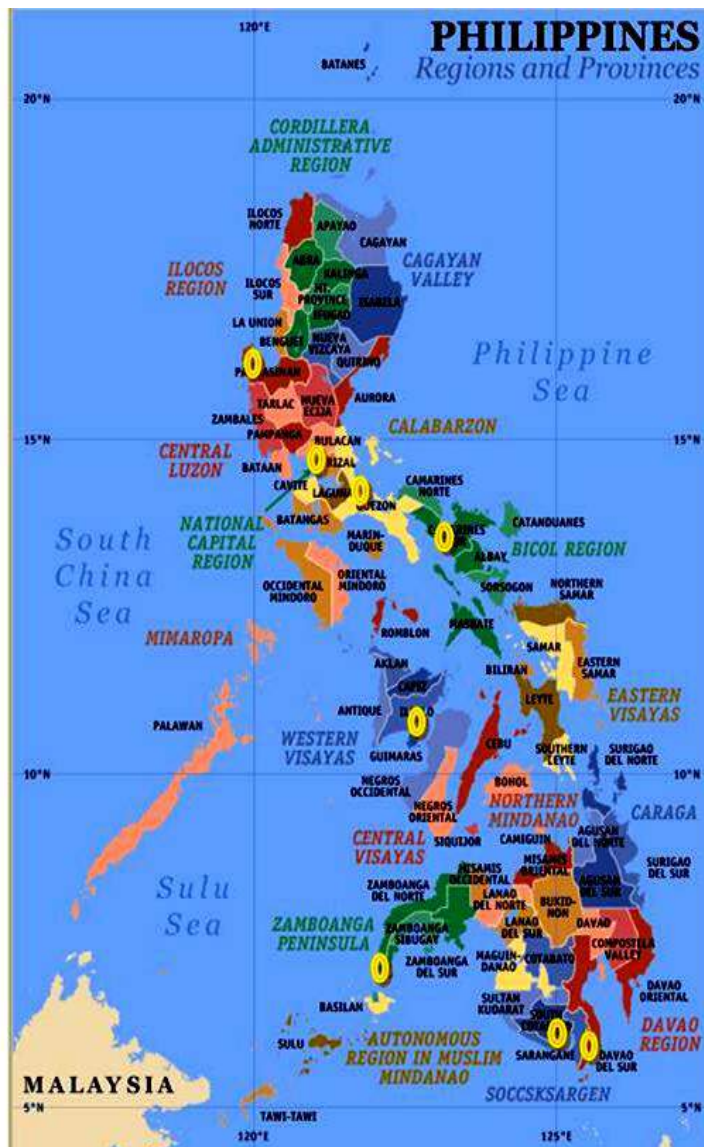 120°E
PHILIPPINES
Regions and Provinces
BATANES
20°N
20°N
CORDILLERA
ADMINISTRATIVE
REGION
ILOCOS
NORTE
APAYAO
CAGAYAN
CAGAYAN
VALLEY
ABRA
KALINGA
ILOCOS
REGION
ILOCOS
SUR
MT.
PROVINCE
ISABELA
IFUGAO
LA UNION
BENGUET
NUEVA
VIZCAYA
QUIRINO
Philippine
Sea
TARLAC
NUEVA
ECIJA
AURORA
ZAMBALES
PAMPANGA
BULACAN
CALABARZON
15°N
15°N
CENTRAL
LUZON
BATAAN
RIZAL
CAVITE
LAGUNA
QUEZON
CAMARINES
NORTE
NATIONAL
CAPITAL
REGION
BATANGAS
MARIN-
DUQUE
CATANDUANES
ALBAY
BICOL REGION
South
China
Sea
OCCIDENTAL
MINDORO
ORIENTAL
MINDORO
SORSOGON
NORTHERN
SAMAR
MASBATE
ROMBLON
MIMAROPA
SAMAR
AKLAN
BILIRAN
EASTERN
SAMAR
CAPIZ
LEYTE
EASTERN
VISAYAS
PALAWAN
ANTIQUE
WESTERN
VISAYAS
GUIMARAS
CEBU
SOUTHERN
LEYTE
SURIGAO
DEL NORTE
10°N
10°N
NEGROS
OCCIDENTAL
BOHOL
NEGROS
ORIENTAL
NORTHERN
MINDANAO
CARAGA
CENTRAL
VISAYAS
SIQUIJOR
CAMIGUIN
AGUSAN
DEL NORTE
Sulu
Sea
MISAMIS
OCCIDENTAL
MISAMIS
ORIENTAL
SURIGAO
DEL SUR
ZAMBOANGA
DEL NORTE
LANAO
DEL NORTE
BUKID-
NON
AGUSAN
DEL SUR
ZAMBOANGA
PENINSULA
ZAMBOANGA
SIBUGAY
LANAO
DEL SUR
DAVAO
COMPOSTELA
VALLEY
ZAMBOANGA
DEL SUR
MAGUIN-
DANAO
COTABATO
BASILAN
SULTAN
KUDARAT
DAVAO
ORIENTAL
SOUTH
SULU
AUTONOMOUS
REGION IN MUSLIM
MINDANAO
SARANGANI
DAVAO
DEL SUR
DAVAO
REGION
MALAYSIA
SOCCSKSARGEN
5°N
5°N
TAWI-TAWI
120°E
125°E